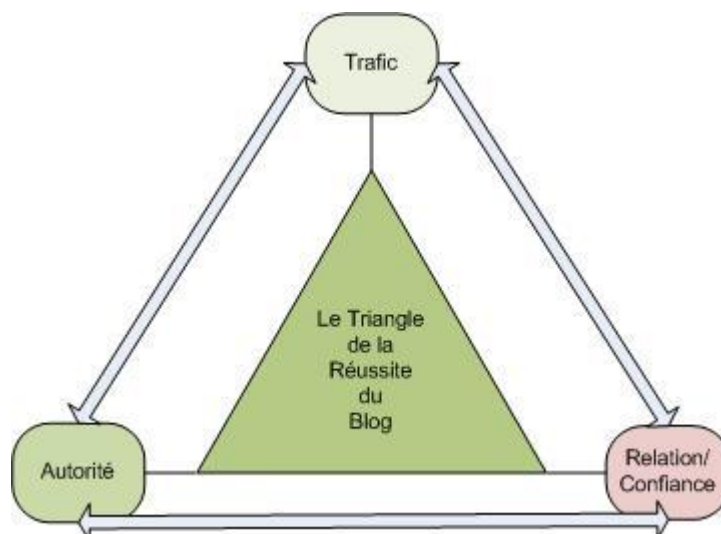 Trafic
Le Triangle
de la
Réussite
du
Blog
Autorité
Relation/
Confiance